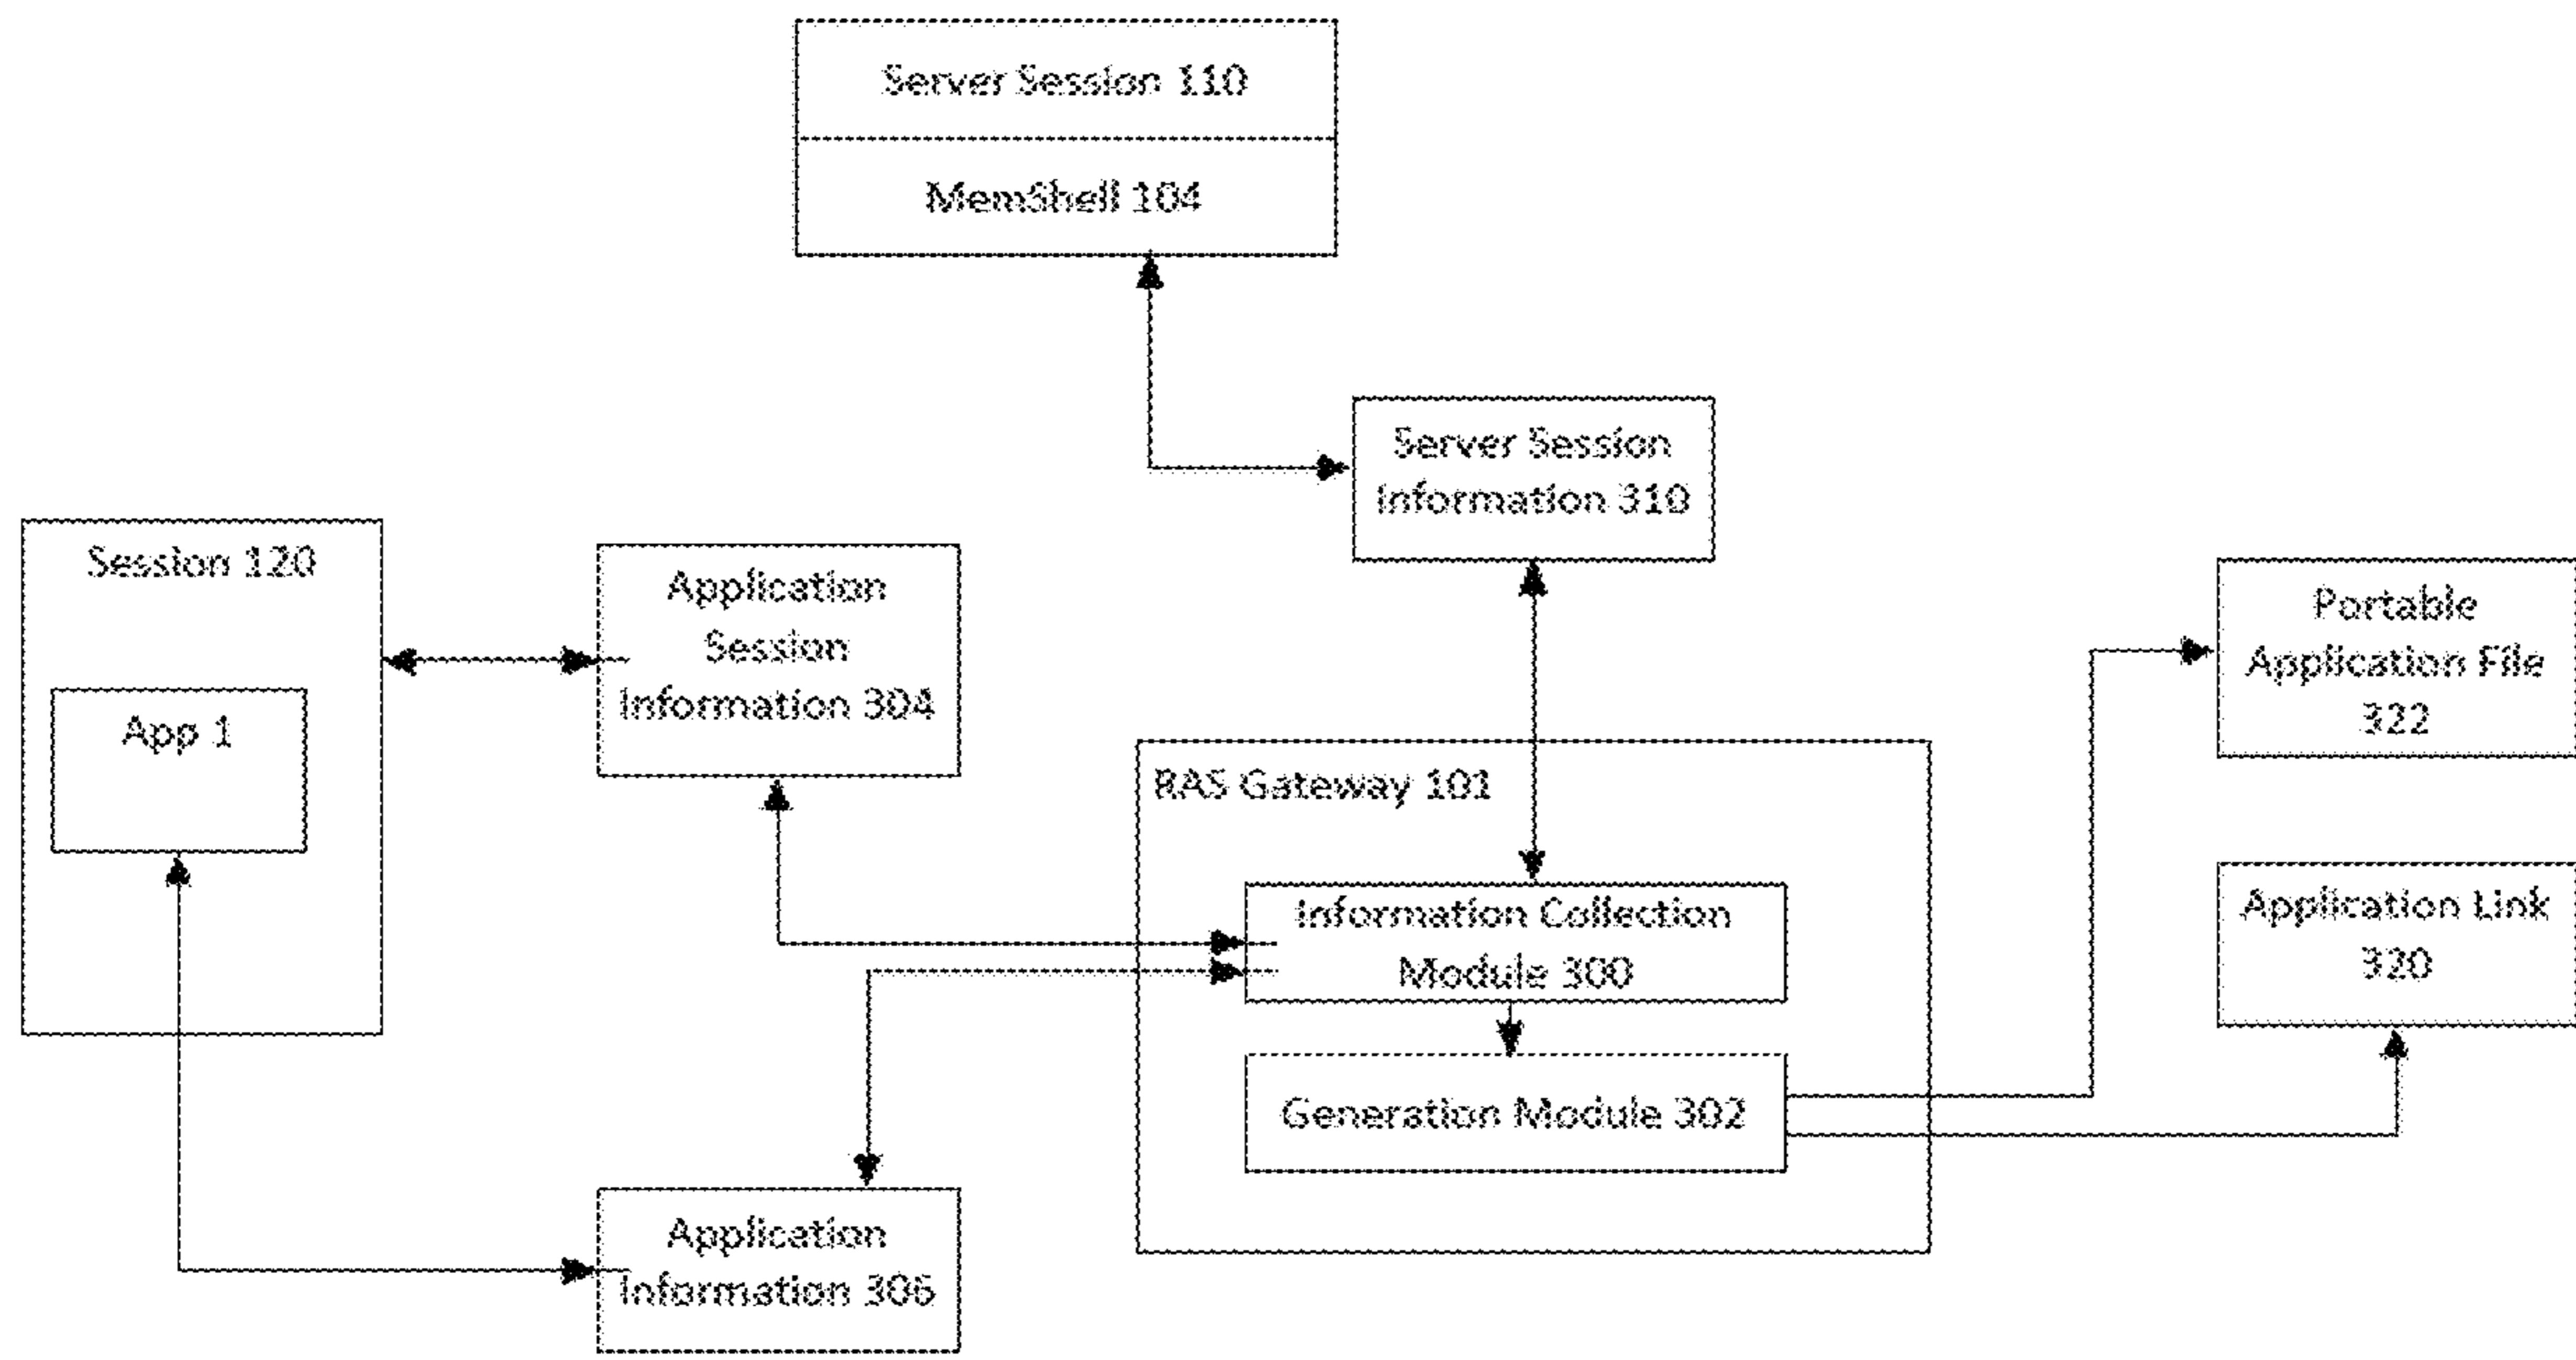 Server Session 110
MemShell 104
Server Session
Information 310
Session 120
App 1
Application
Session
Information 304
Portable
Application File
322
RAS Gateway 101
Information Collection
Module 300
Generation Module 302
Application Link
320
Application
Information 306